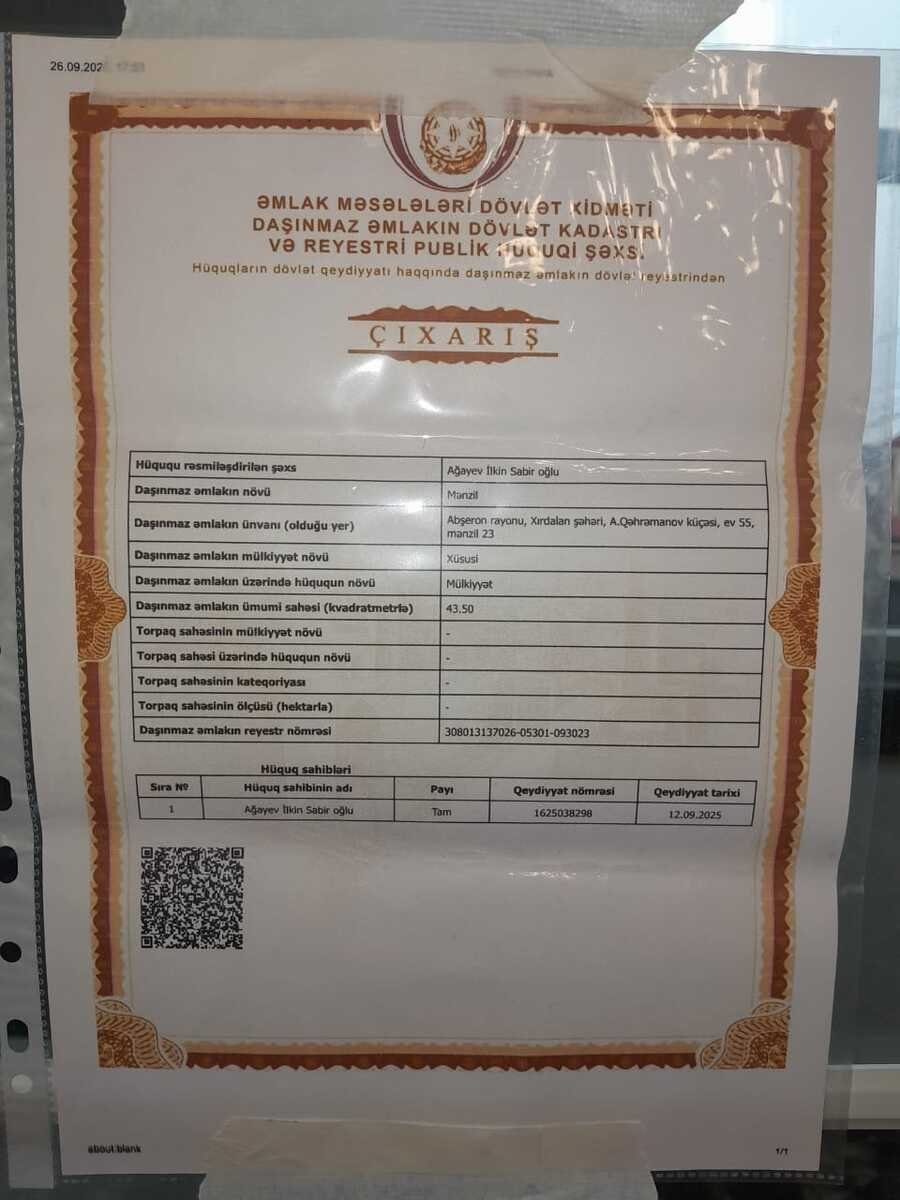 26.09.202
ƏMLAK MƏSƏLƏLƏRİ DÖVLƏT XİDMƏTİ
DAŞINMAZ ƏMLAKIN DÖVLƏT KADASTRI
VƏ REYESTRİ PUBLİK HÜQUQİ ŞƏXSİ
Hüquqların dövlət qeydiyyatı haqqında daşınmaz əmlakın dövlət reyestrindən
ÇIXARIŞ
Hüququ rəsmiləşdirilən şəxs Ağayev İlkin Sabir oğlu
Daşınmaz əmlakın növü Mənzil
Daşınmaz əmlakın ünvanı (olduğu yer) Abşeron rayonu, Xırdalan şəhəri, A.Qəhrəmanov küçəsi, ev 55,
mənzil 23
Daşınmaz əmlakın mülkiyyət növü Xüsusi
Daşınmaz əmlakın üzərində hüququn növü Mülkiyyət
Daşınmaz əmlakın ümumi sahəsi (kvadratmetrlə) 43.50
Torpaq sahəsinin mülkiyyət növü -
Torpaq sahəsi üzərində hüququn növü -
Torpaq sahəsinin kateqoriyası -
Torpaq sahəsinin ölçüsü (hektarla) -
Daşınmaz əmlakın reyestr nömrəsi 308013137026-05301-093023
Hüquq sahibləri
Sıra № Hüquq sahibinin adı Payı Qeydiyyat nömrəsi Qeydiyyat tarixi
1 Ağayev İlkin Sabir oğlu Tam 1625038298 12.09.2025
about:blank 1/1